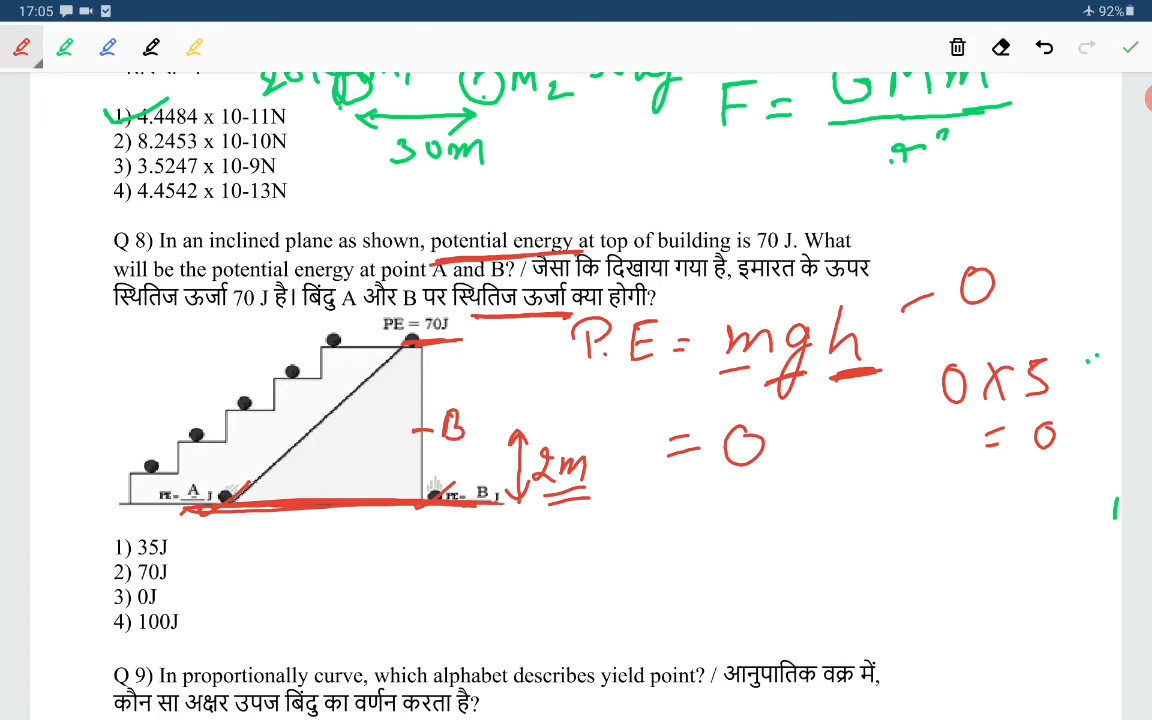 17:05
92%
1) 4.4484 x 10-11N
2) 8.2453 x 10-10N
3) 3.5247 x 10-9N
4) 4.4542 x 10-13N
M2
30m
F = GMm
Q 8) In an inclined plane as shown, potential energy at top of building is 70 J. What
will be the potential energy at point A and B? / जैसा कि दिखाया गया है, इमारत के ऊपर
स्थितिज ऊर्जा 70 J है। बिंदु A और B पर स्थितिज ऊर्जा क्या होगी?
PE = 70J
P.E = mgh - 0
0 X 5
= 0
= 0
B
2m
PE= A J
PE= B J
1) 35J
2) 70J
3) 0J
4) 100J
Q 9) In proportionally curve, which alphabet describes yield point? / आनुपातिक वक्र में,
कौन सा अक्षर उपज बिंदु का वर्णन करता है?